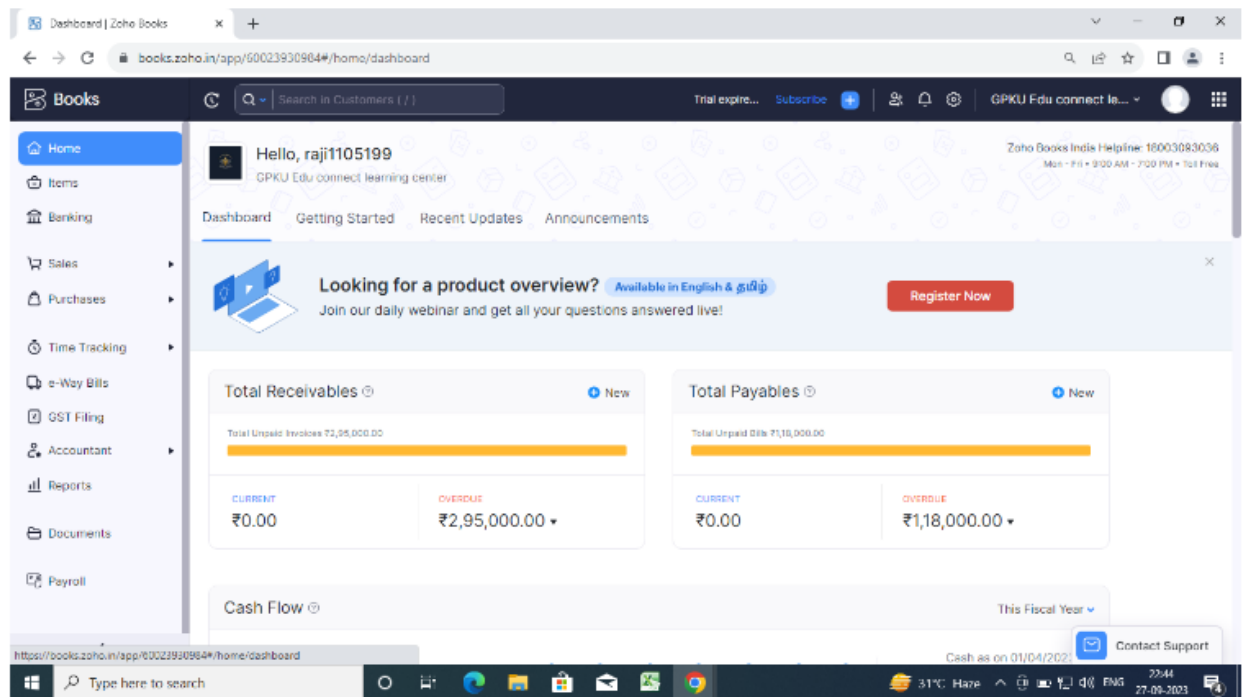 Dashboard | Zoho Books
books.zoho.in/app/60023930984#/home/dashboard
Books
Search in Customers ( / )
Trial expire... Subscribe
GPKU Edu connect le...
Home
Items
Banking
Sales
Purchases
Time Tracking
e-Way Bills
GST Filing
Accountant
Reports
Documents
Payroll
Hello, raji1105199
GPKU Edu connect learning center
Zoho Books India Helpline: 18003093036
Mon - Fri • 9:00 AM - 7:00 PM • Toll Free
Dashboard Getting Started Recent Updates Announcements
Looking for a product overview? Available in English & தமிழ்
Join our daily webinar and get all your questions answered live!
Register Now
Total Receivables
New
Total Unpaid Invoices ₹2,95,000.00
CURRENT
₹0.00
OVERDUE
₹2,95,000.00
Total Payables
New
Total Unpaid Bills ₹1,18,000.00
CURRENT
₹0.00
OVERDUE
₹1,18,000.00
Cash Flow
This Fiscal Year
Cash as on
Contact Support
https://books.zoho.in/app/60023930984#/home/dashboard
Type here to search
31°C Haze
ENG
22:44
27-09-2023